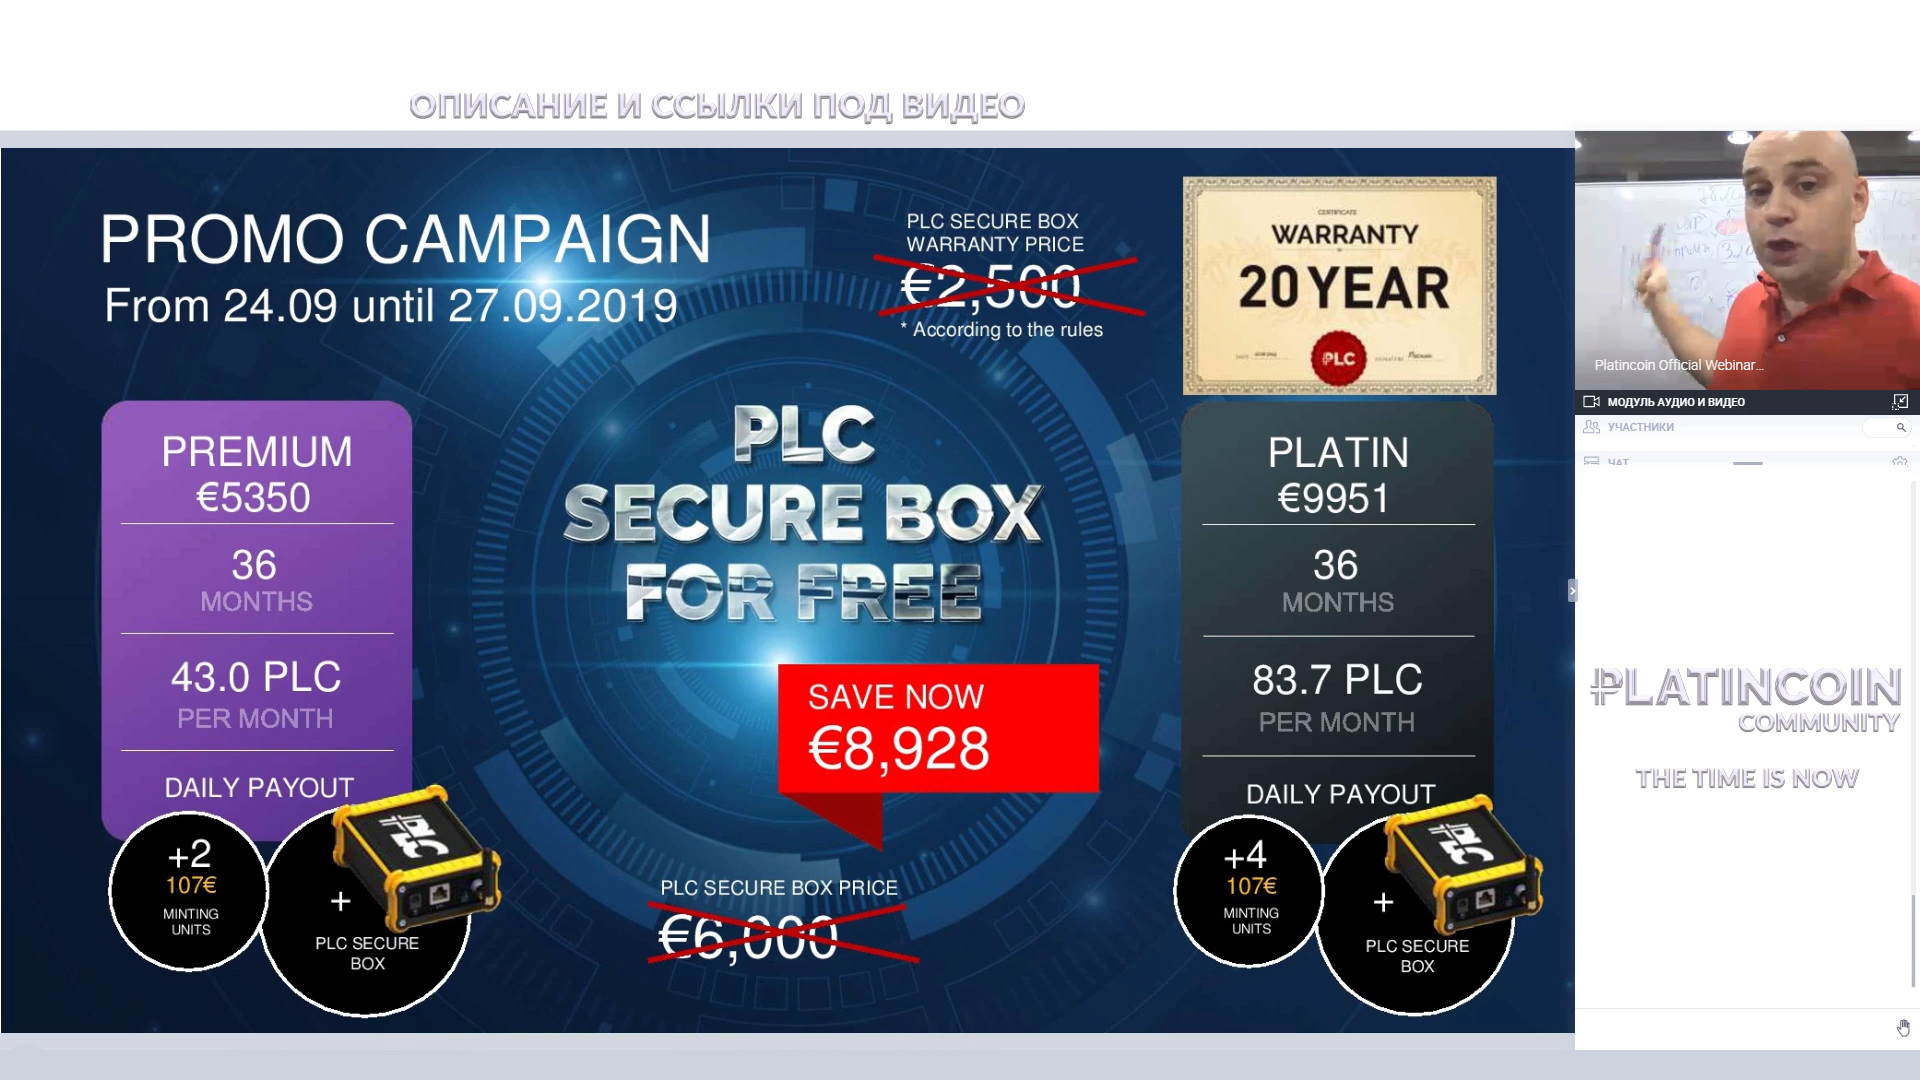 ОПИСАНИЕ И ССЫЛКИ ПОД ВИДЕО
PROMO CAMPAIGN
From 24.09 until 27.09.2019
PLC SECURE BOX
WARRANTY PRICE
€2,500
* According to the rules
CERTIFICATE
WARRANTY
20 YEAR
PLC
PREMIUM
€5350
36
MONTHS
43.0 PLC
PER MONTH
DAILY PAYOUT
+2
107€
MINTING
UNITS
+
PLC SECURE
BOX
PLC
PLC
SECURE BOX
FOR FREE
SAVE NOW
€8,928
PLC SECURE BOX PRICE
€6,000
PLATIN
€9951
36
MONTHS
83.7 PLC
PER MONTH
DAILY PAYOUT
+4
107€
MINTING
UNITS
+
PLC SECURE
BOX
PLC
Platincoin Official Webinar...
МОДУЛЬ АУДИО И ВИДЕО
УЧАСТНИКИ
ЧАТ
PLATINCOIN
COMMUNITY
THE TIME IS NOW